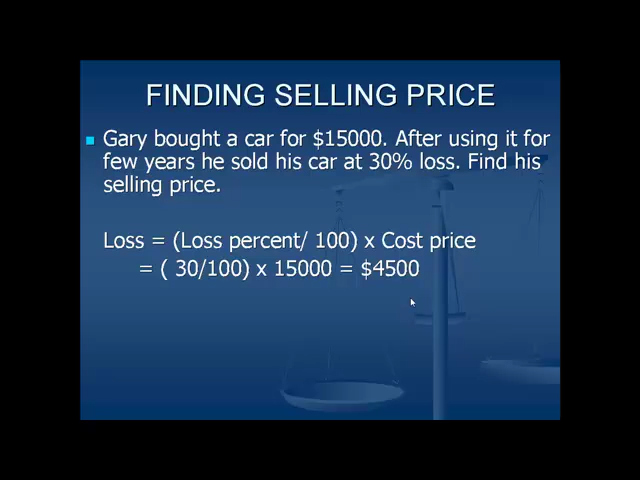 FINDING SELLING PRICE
Gary bought a car for $15000. After using it for
few years he sold his car at 30% loss. Find his
selling price.
Loss = (Loss percent/ 100) x Cost price
= ( 30/100) x 15000 = $4500